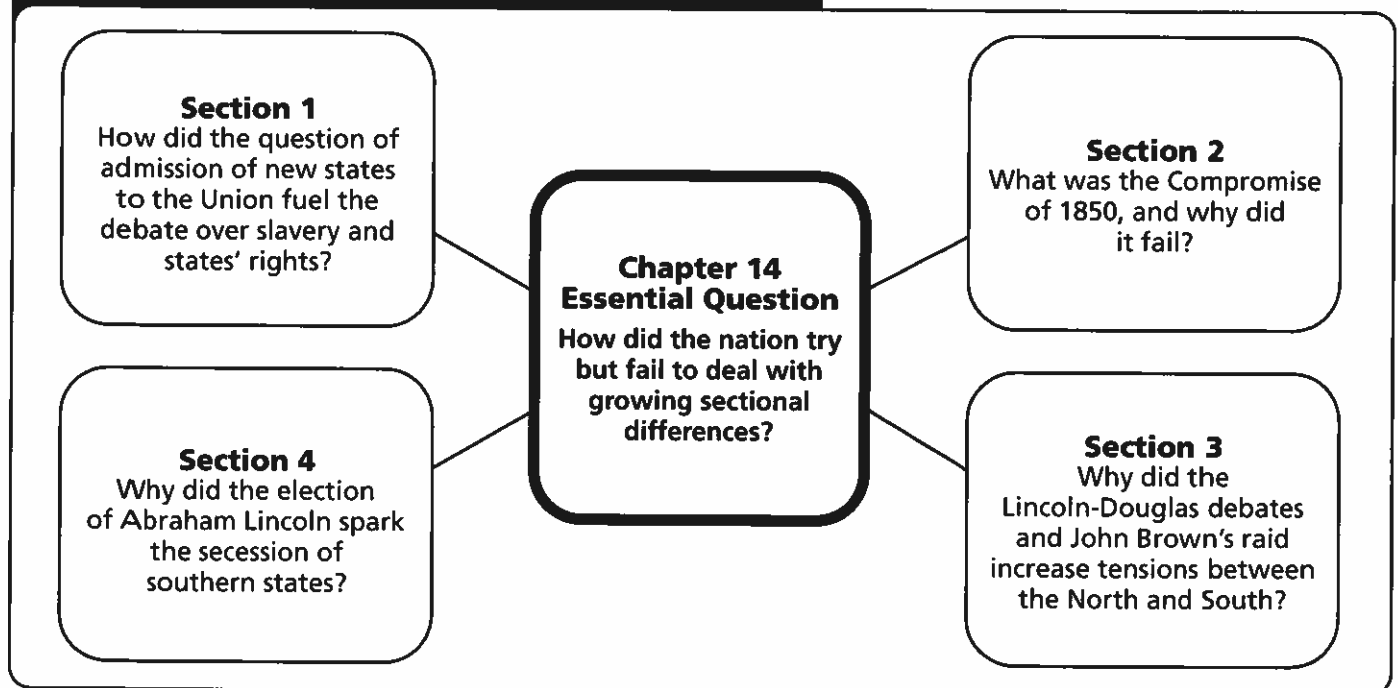 Section 1
How did the question of
admission of new states
to the Union fuel the
debate over slavery and
states' rights?
Section 2
What was the Compromise
of 1850, and why did
it fail?
Chapter 14
Essential Question
How did the nation try
but fail to deal with
growing sectional
differences?
Section 4
Why did the election
of Abraham Lincoln spark
the secession of
southern states?
Section 3
Why did the
Lincoln-Douglas debates
and John Brown's raid
increase tensions between
the North and South?